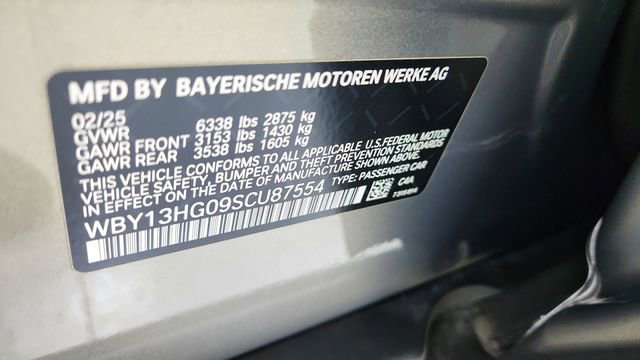 MFD BY BAYERISCHE MOTOREN WERKE AG
02/25
GVWR 6338 lbs 2875 kg
GAWR FRONT 3153 lbs 1430 kg
GAWR REAR 3538 lbs 1605 kg
THIS VEHICLE CONFORMS TO ALL APPLICABLE U.S.FEDERAL MOTOR
VEHICLE SAFETY, BUMPER AND THEFT PREVENTION STANDARDS
IN EFFECT ON THE DATE OF MANUFACTURE SHOWN ABOVE.
WBY13HG09SCU87554 TYPE: PASSENGER CAR
C4A